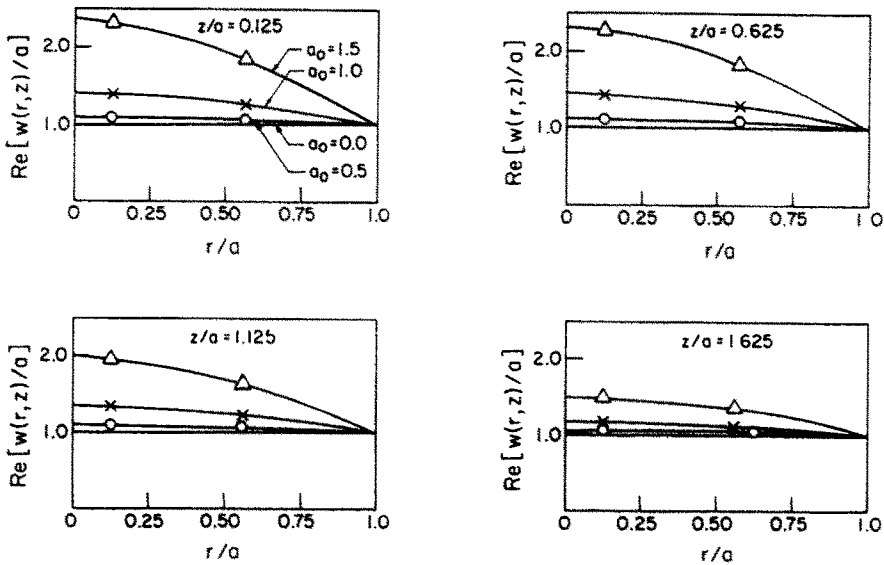 z/a = 0.125
2.0
1.0
a₀=1.5
a₀=1.0
a₀=0.0
a₀=0.5
Re[w(r,z)/a]
0 0.25 0.50 0.75 1.0
r/a
z/a = 0.625
2.0
1.0
Re[w(r,z)/a]
0 0.25 0.50 0.75 1.0
r/a
z/a = 1.125
2.0
1.0
Re[w(r,z)/a]
0 0.25 0.50 0.75 1.0
r/a
z/a = 1 625
2.0
1.0
Re[w(r,z)/a]
0 0.25 0.50 0.75 1.0
r/a